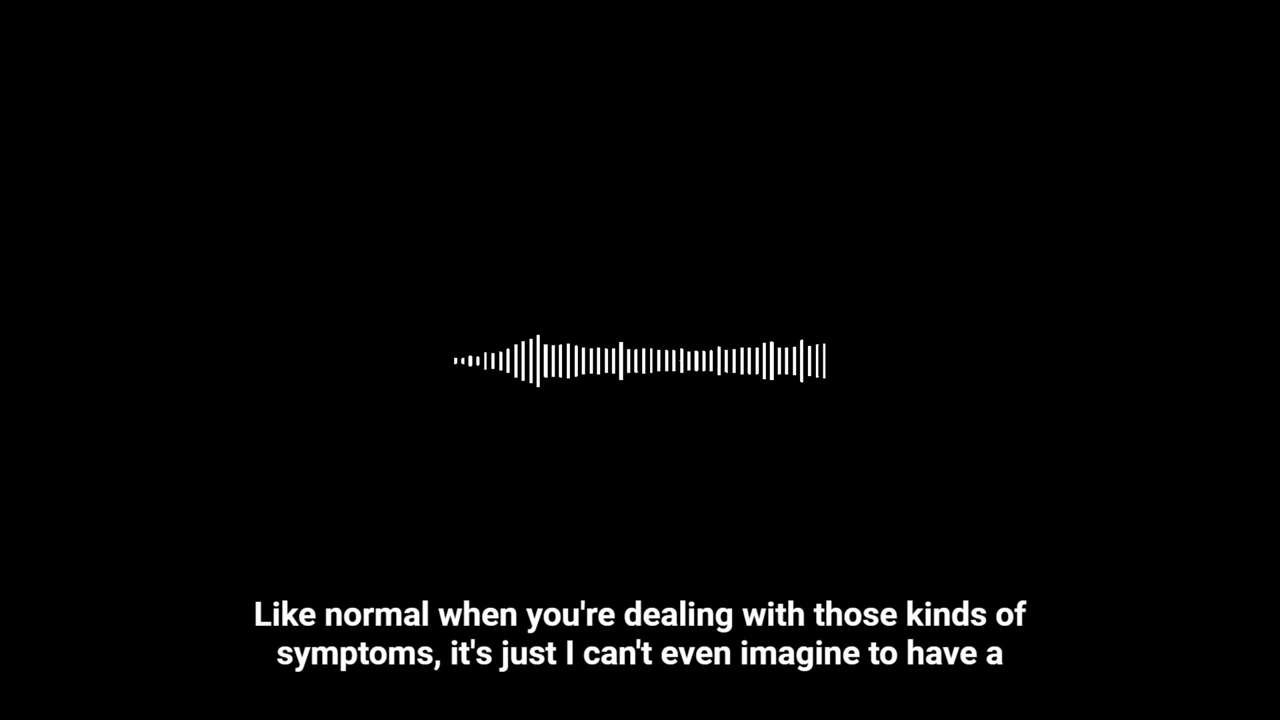 Like normal when you're dealing with those kinds of
symptoms, it's just I can't even imagine to have a